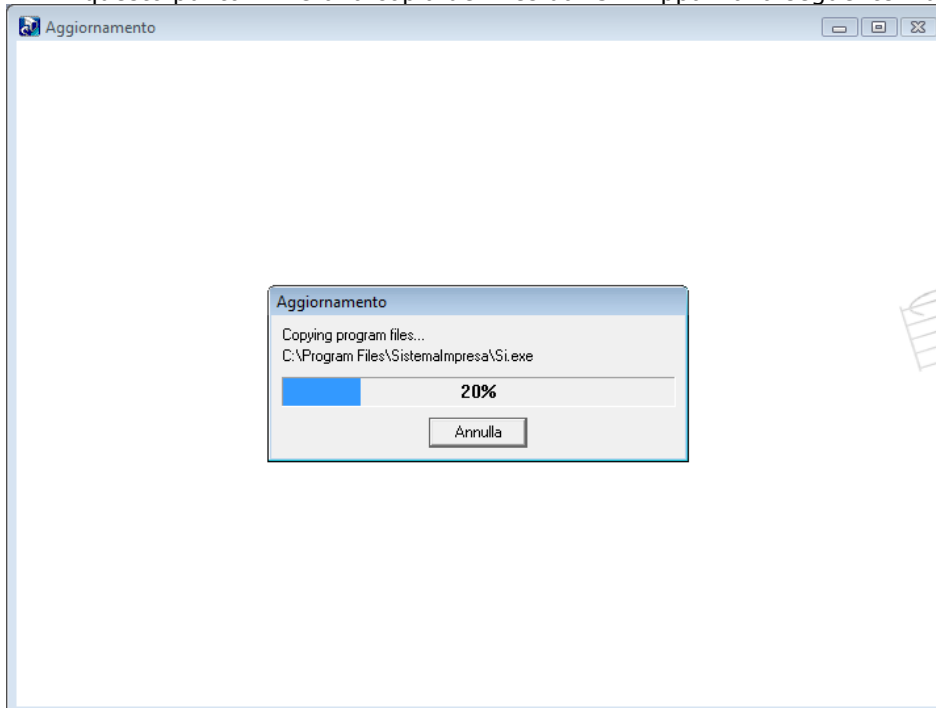 Aggiornamento
Aggiornamento
Copying program files...
C:\Program Files\SistemaImpresa\Si.exe
20%
Annulla